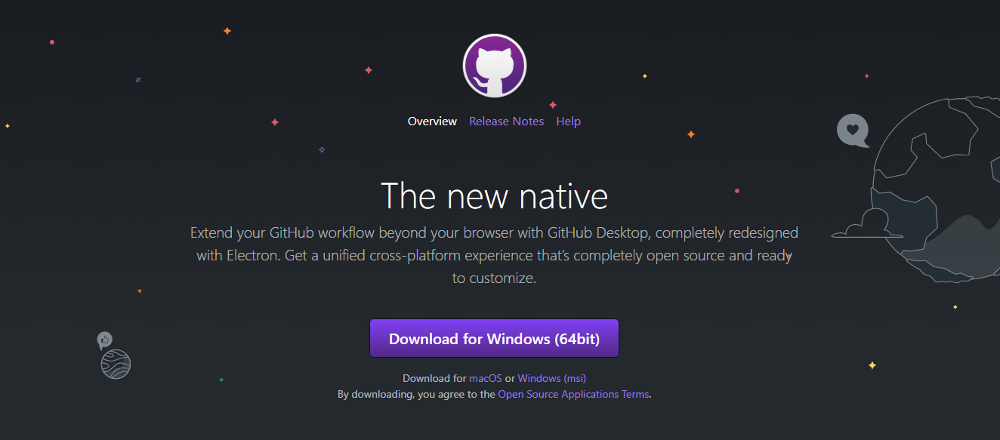 Overview Release Notes Help
The new native
Extend your GitHub workflow beyond your browser with GitHub Desktop, completely redesigned
with Electron. Get a unified cross-platform experience that’s completely open source and ready
to customize.
Download for Windows (64bit)
Download for macOS or Windows (msi)
By downloading, you agree to the Open Source Applications Terms.